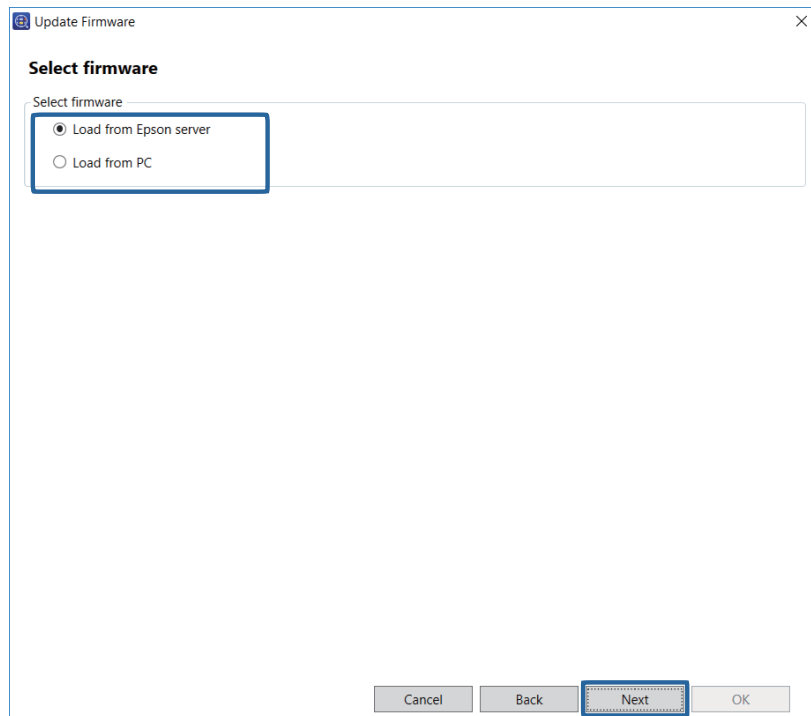 Update Firmware
Select firmware
Select firmware
Load from Epson server
Load from PC
Cancel Back Next OK